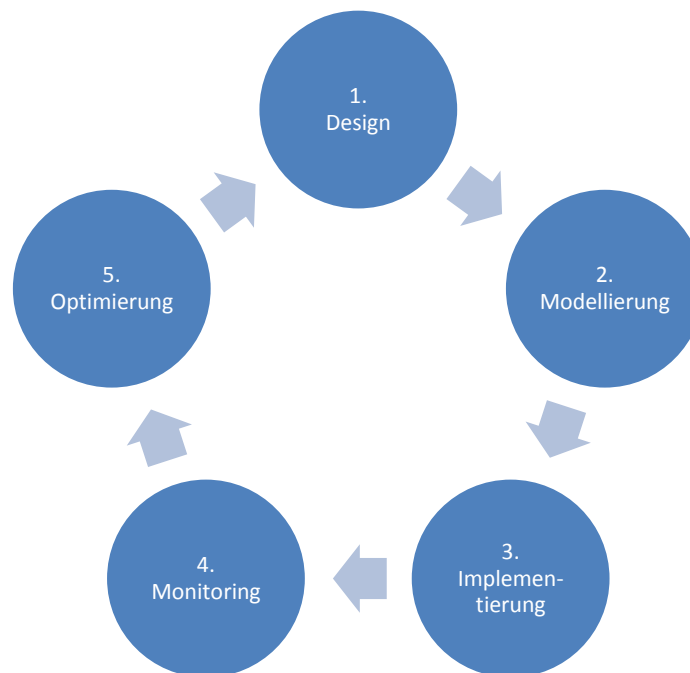 1.
Design
2.
Modellierung
3.
Implemen-
tierung
4.
Monitoring
5.
Optimierung